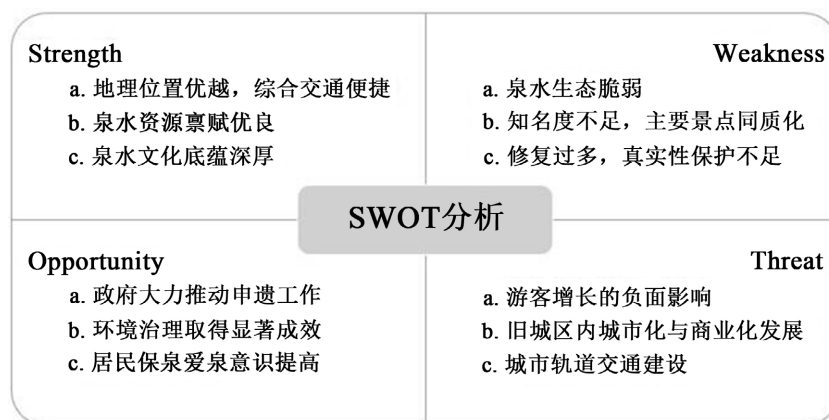 Strength
a. 地理位置优越，综合交通便捷
b. 泉水资源禀赋优良
c. 泉水文化底蕴深厚
Weakness
a. 泉水生态脆弱
b. 知名度不足，主要景点同质化
c. 修复过多，真实性保护不足
SWOT分析
Opportunity
a. 政府大力推动申遗工作
b. 环境治理取得显著成效
c. 居民保泉爱泉意识提高
Threat
a. 游客增长的负面影响
b. 旧城区内城市化与商业化发展
c. 城市轨道交通建设